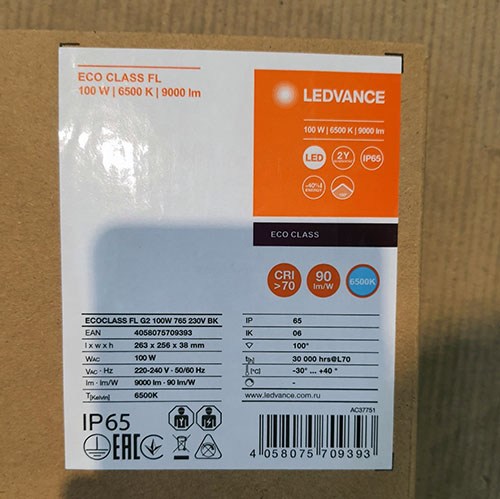 ECO CLASS FL
100 W | 6500 K | 9000 lm
LEDVANCE
100 W | 6500 K | 9000 lm
LED
2Y
IP65
-40%
ENERGY
ECO CLASS
CRI
>70
90
lm/W
6500K
ECOCLASS FL G2 100W 765 230V BK
EAN 4058075709393
l x w x h 263 x 256 x 38 mm
WAC 100 W
VAC · Hz 220-240 V · 50/60 Hz
lm · lm/W 9000 lm · 90 lm/W
T[Kelvin] 6500K
IP 65
IK 06
100°
30 000 hrs@L70
[°C] -30° ... +40 °
-
www.ledvance.com.ru
AC37751
IP65
EAC
4 058075 709393